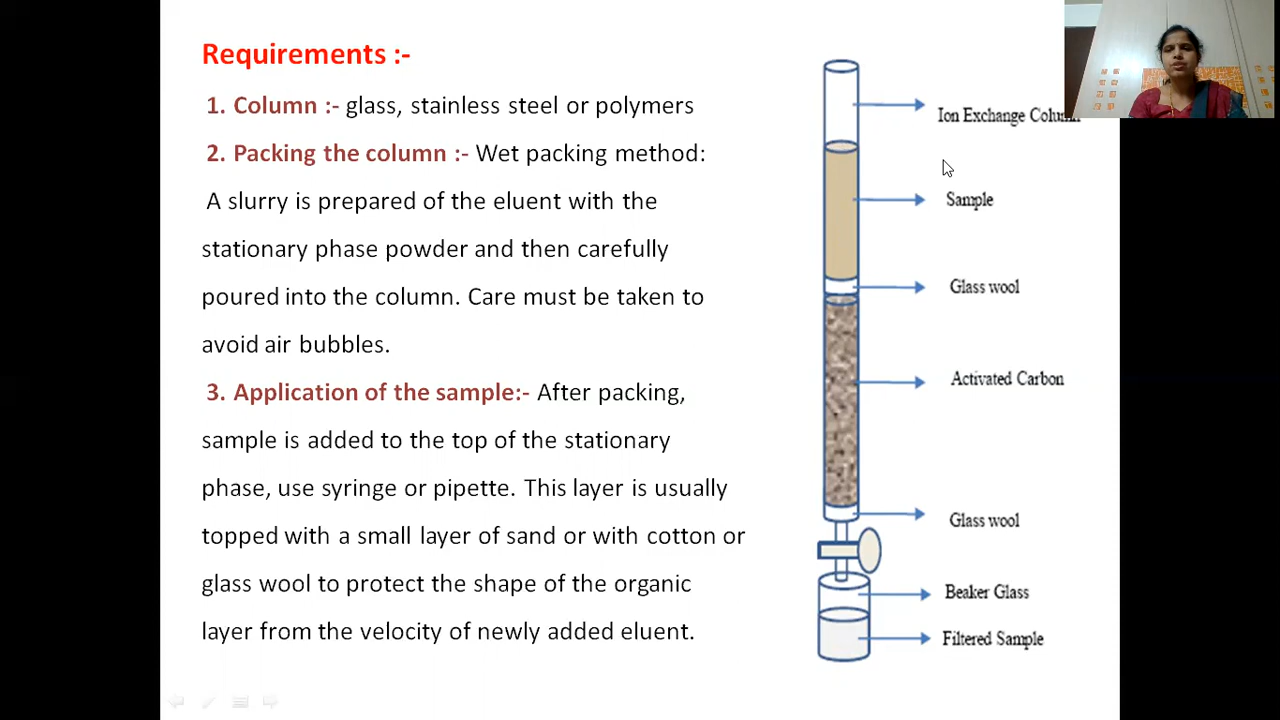 Requirements :-
1. Column :- glass, stainless steel or polymers
2. Packing the column :- Wet packing method:
A slurry is prepared of the eluent with the
stationary phase powder and then carefully
poured into the column. Care must be taken to
avoid air bubbles.
3. Application of the sample:- After packing,
sample is added to the top of the stationary
phase, use syringe or pipette. This layer is usually
topped with a small layer of sand or with cotton or
glass wool to protect the shape of the organic
layer from the velocity of newly added eluent.
Ion Exchange Column
Sample
Glass wool
Activated Carbon
Glass wool
Beaker Glass
Filtered Sample